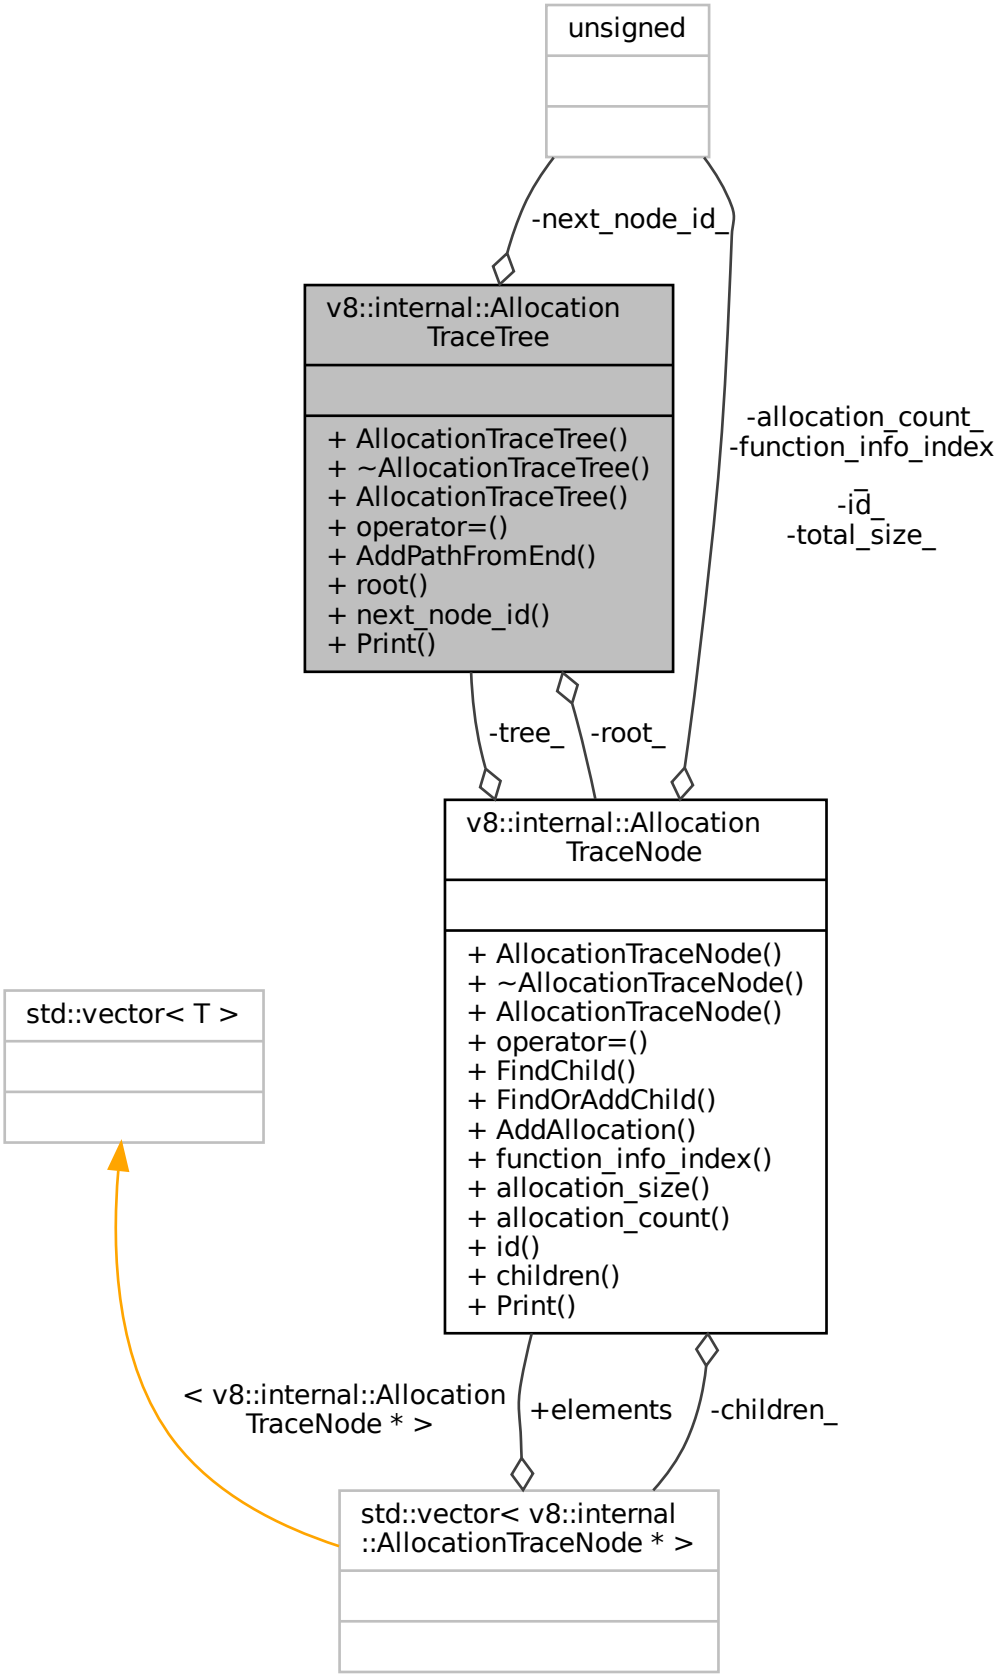 unsigned
-next_node_id_
v8::internal::Allocation
TraceTree
+ AllocationTraceTree()
+ ~AllocationTraceTree()
+ AllocationTraceTree()
+ operator=()
+ AddPathFromEnd()
+ root()
+ next_node_id()
+ Print()
-allocation_count_
-function_info_index
_
-id_
-total_size_
-tree_
-root_
v8::internal::Allocation
TraceNode
+ AllocationTraceNode()
+ ~AllocationTraceNode()
+ AllocationTraceNode()
+ operator=()
+ FindChild()
+ FindOrAddChild()
+ AddAllocation()
+ function_info_index()
+ allocation_size()
+ allocation_count()
+ id()
+ children()
+ Print()
std::vector< T >
< v8::internal::Allocation
TraceNode * >
+elements
-children_
std::vector< v8::internal
::AllocationTraceNode * >